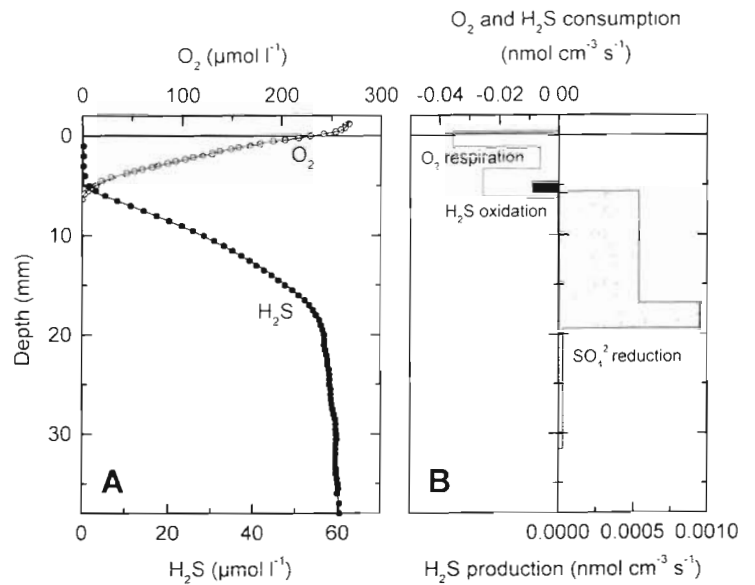 O₂ (µmol l⁻¹)
0 100 200 300
O₂ and H₂S consumption
(nmol cm⁻³ s⁻¹)
-0.04 -0.02 0.00
Depth (mm)
0
10
20
30
O₂
H₂S
A
O₂ respiration
H₂S oxidation
SO₄² reduction
B
0 20 40 60
H₂S (µmol l⁻¹)
0.0000 0.0005 0.0010
H₂S production (nmol cm⁻³ s⁻¹)